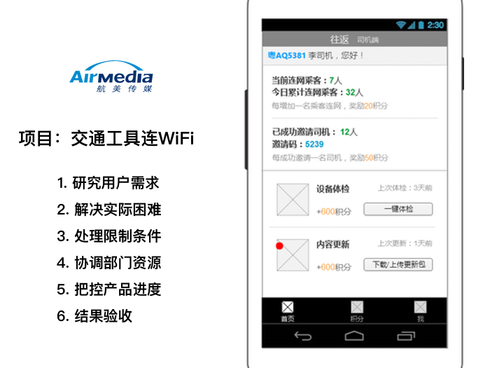 AirMedia
航美传媒
项目：交通工具连WiFi
1. 研究用户需求
2. 解决实际困难
3. 处理限制条件
4. 协调部门资源
5. 把控产品进度
6. 结果验收
2:30
往返 司机端
粤AQ5381 李司机，您好！
当前连网乘客：7人
今日累计连网乘客：32人
每增加一名乘客连网，奖励20积分
已成功邀请司机： 12人
邀请码：5239
每成功邀请一名司机，奖励50积分
设备体检 上次体检：3天前
+600积分 一键体检
内容更新 上次更新：1天前
+600积分 下载/上传更新包
首页 积分 我